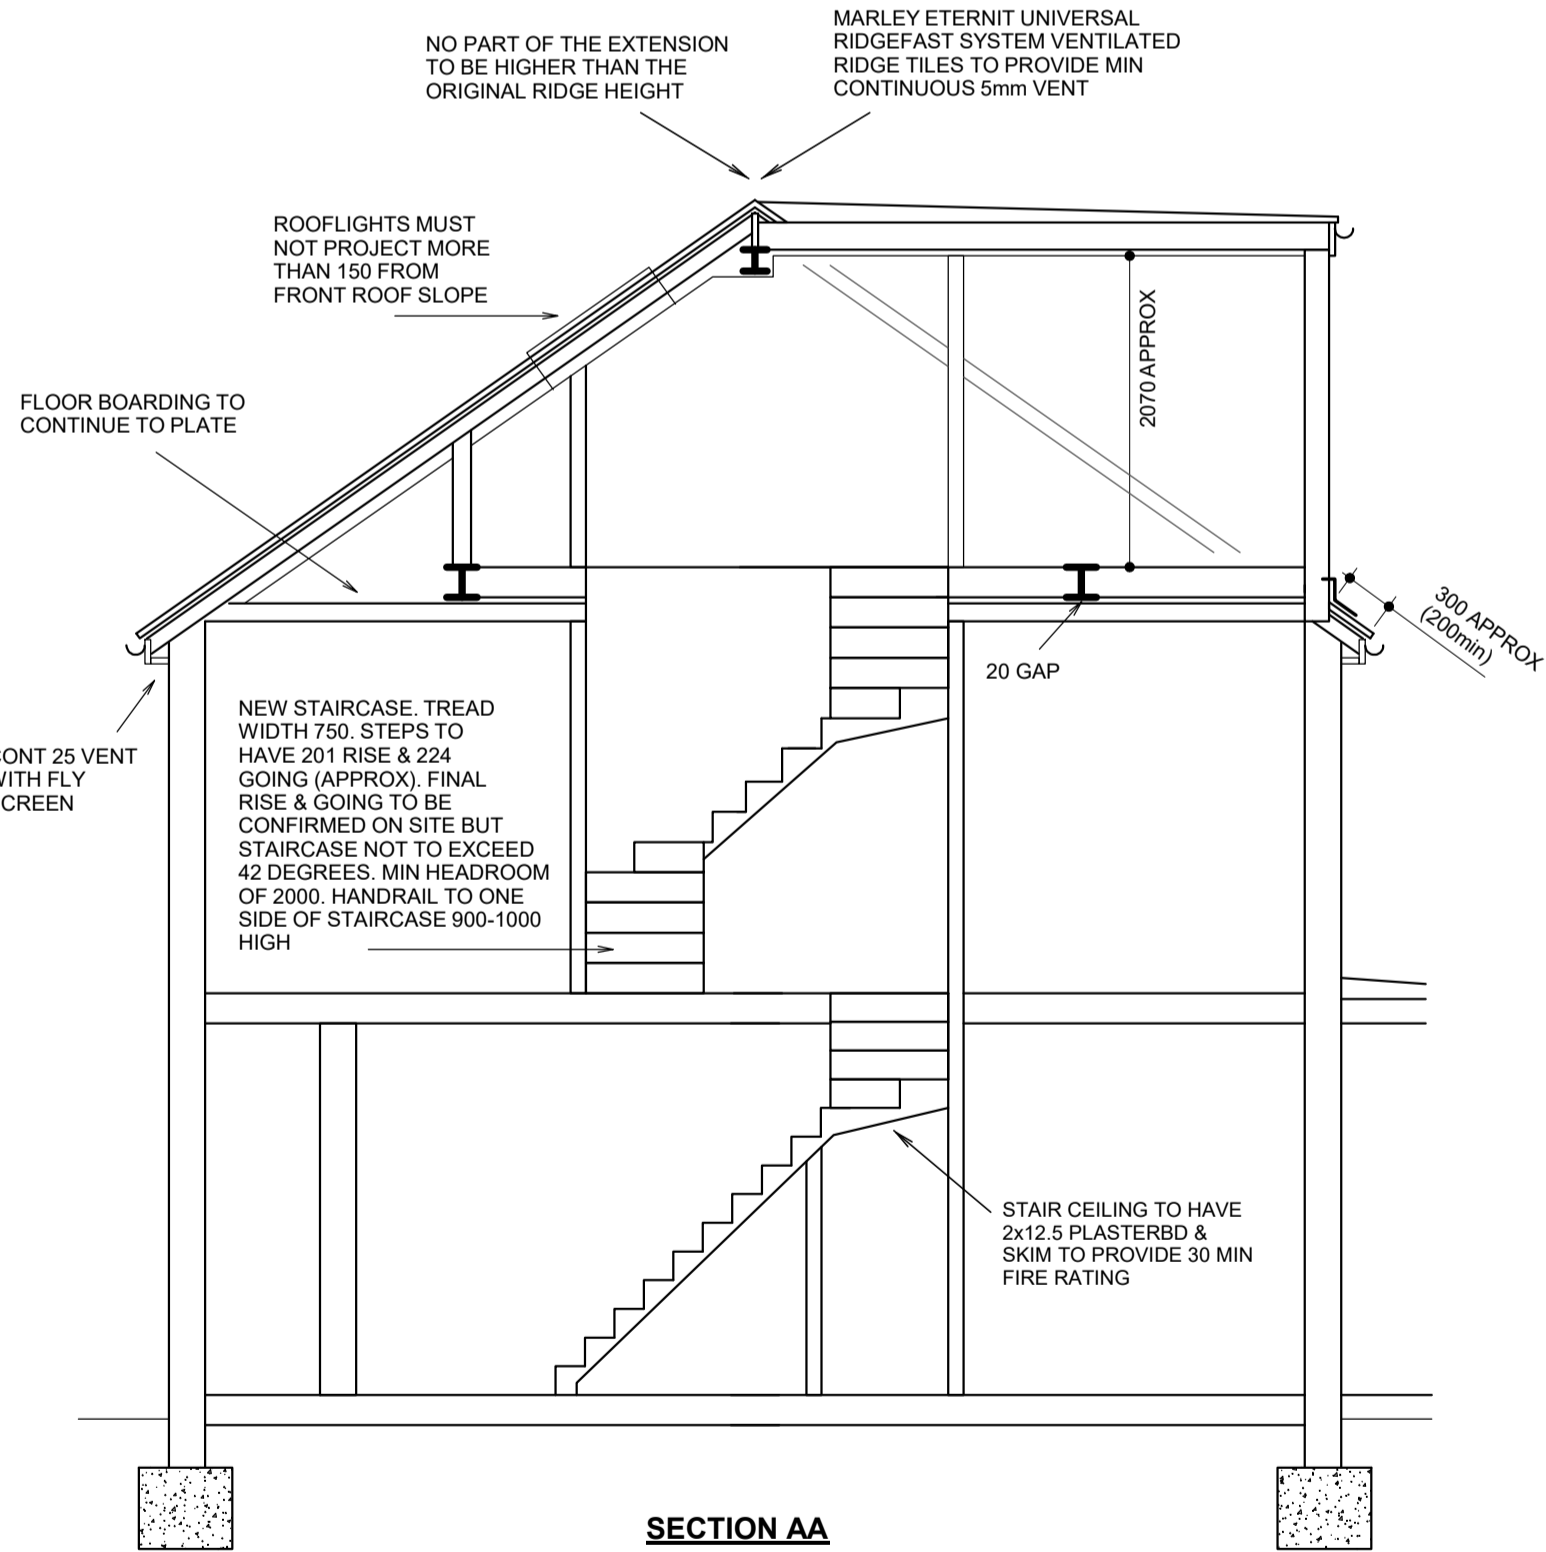 NO PART OF THE EXTENSION
TO BE HIGHER THAN THE
ORIGINAL RIDGE HEIGHT
MARLEY ETERNIT UNIVERSAL
RIDGEFAST SYSTEM VENTILATED
RIDGE TILES TO PROVIDE MIN
CONTINUOUS 5mm VENT
ROOFLIGHTS MUST
NOT PROJECT MORE
THAN 150 FROM
FRONT ROOF SLOPE
2070 APPROX
FLOOR BOARDING TO
CONTINUE TO PLATE
300 APPROX
(200min)
20 GAP
NEW STAIRCASE. TREAD
WIDTH 750. STEPS TO
HAVE 201 RISE & 224
GOING (APPROX). FINAL
RISE & GOING TO BE
CONFIRMED ON SITE BUT
STAIRCASE NOT TO EXCEED
42 DEGREES. MIN HEADROOM
OF 2000. HANDRAIL TO ONE
SIDE OF STAIRCASE 900-1000
HIGH
CONT 25 VENT
WITH FLY
CREEN
STAIR CEILING TO HAVE
2x12.5 PLASTERBD &
SKIM TO PROVIDE 30 MIN
FIRE RATING
SECTION AA